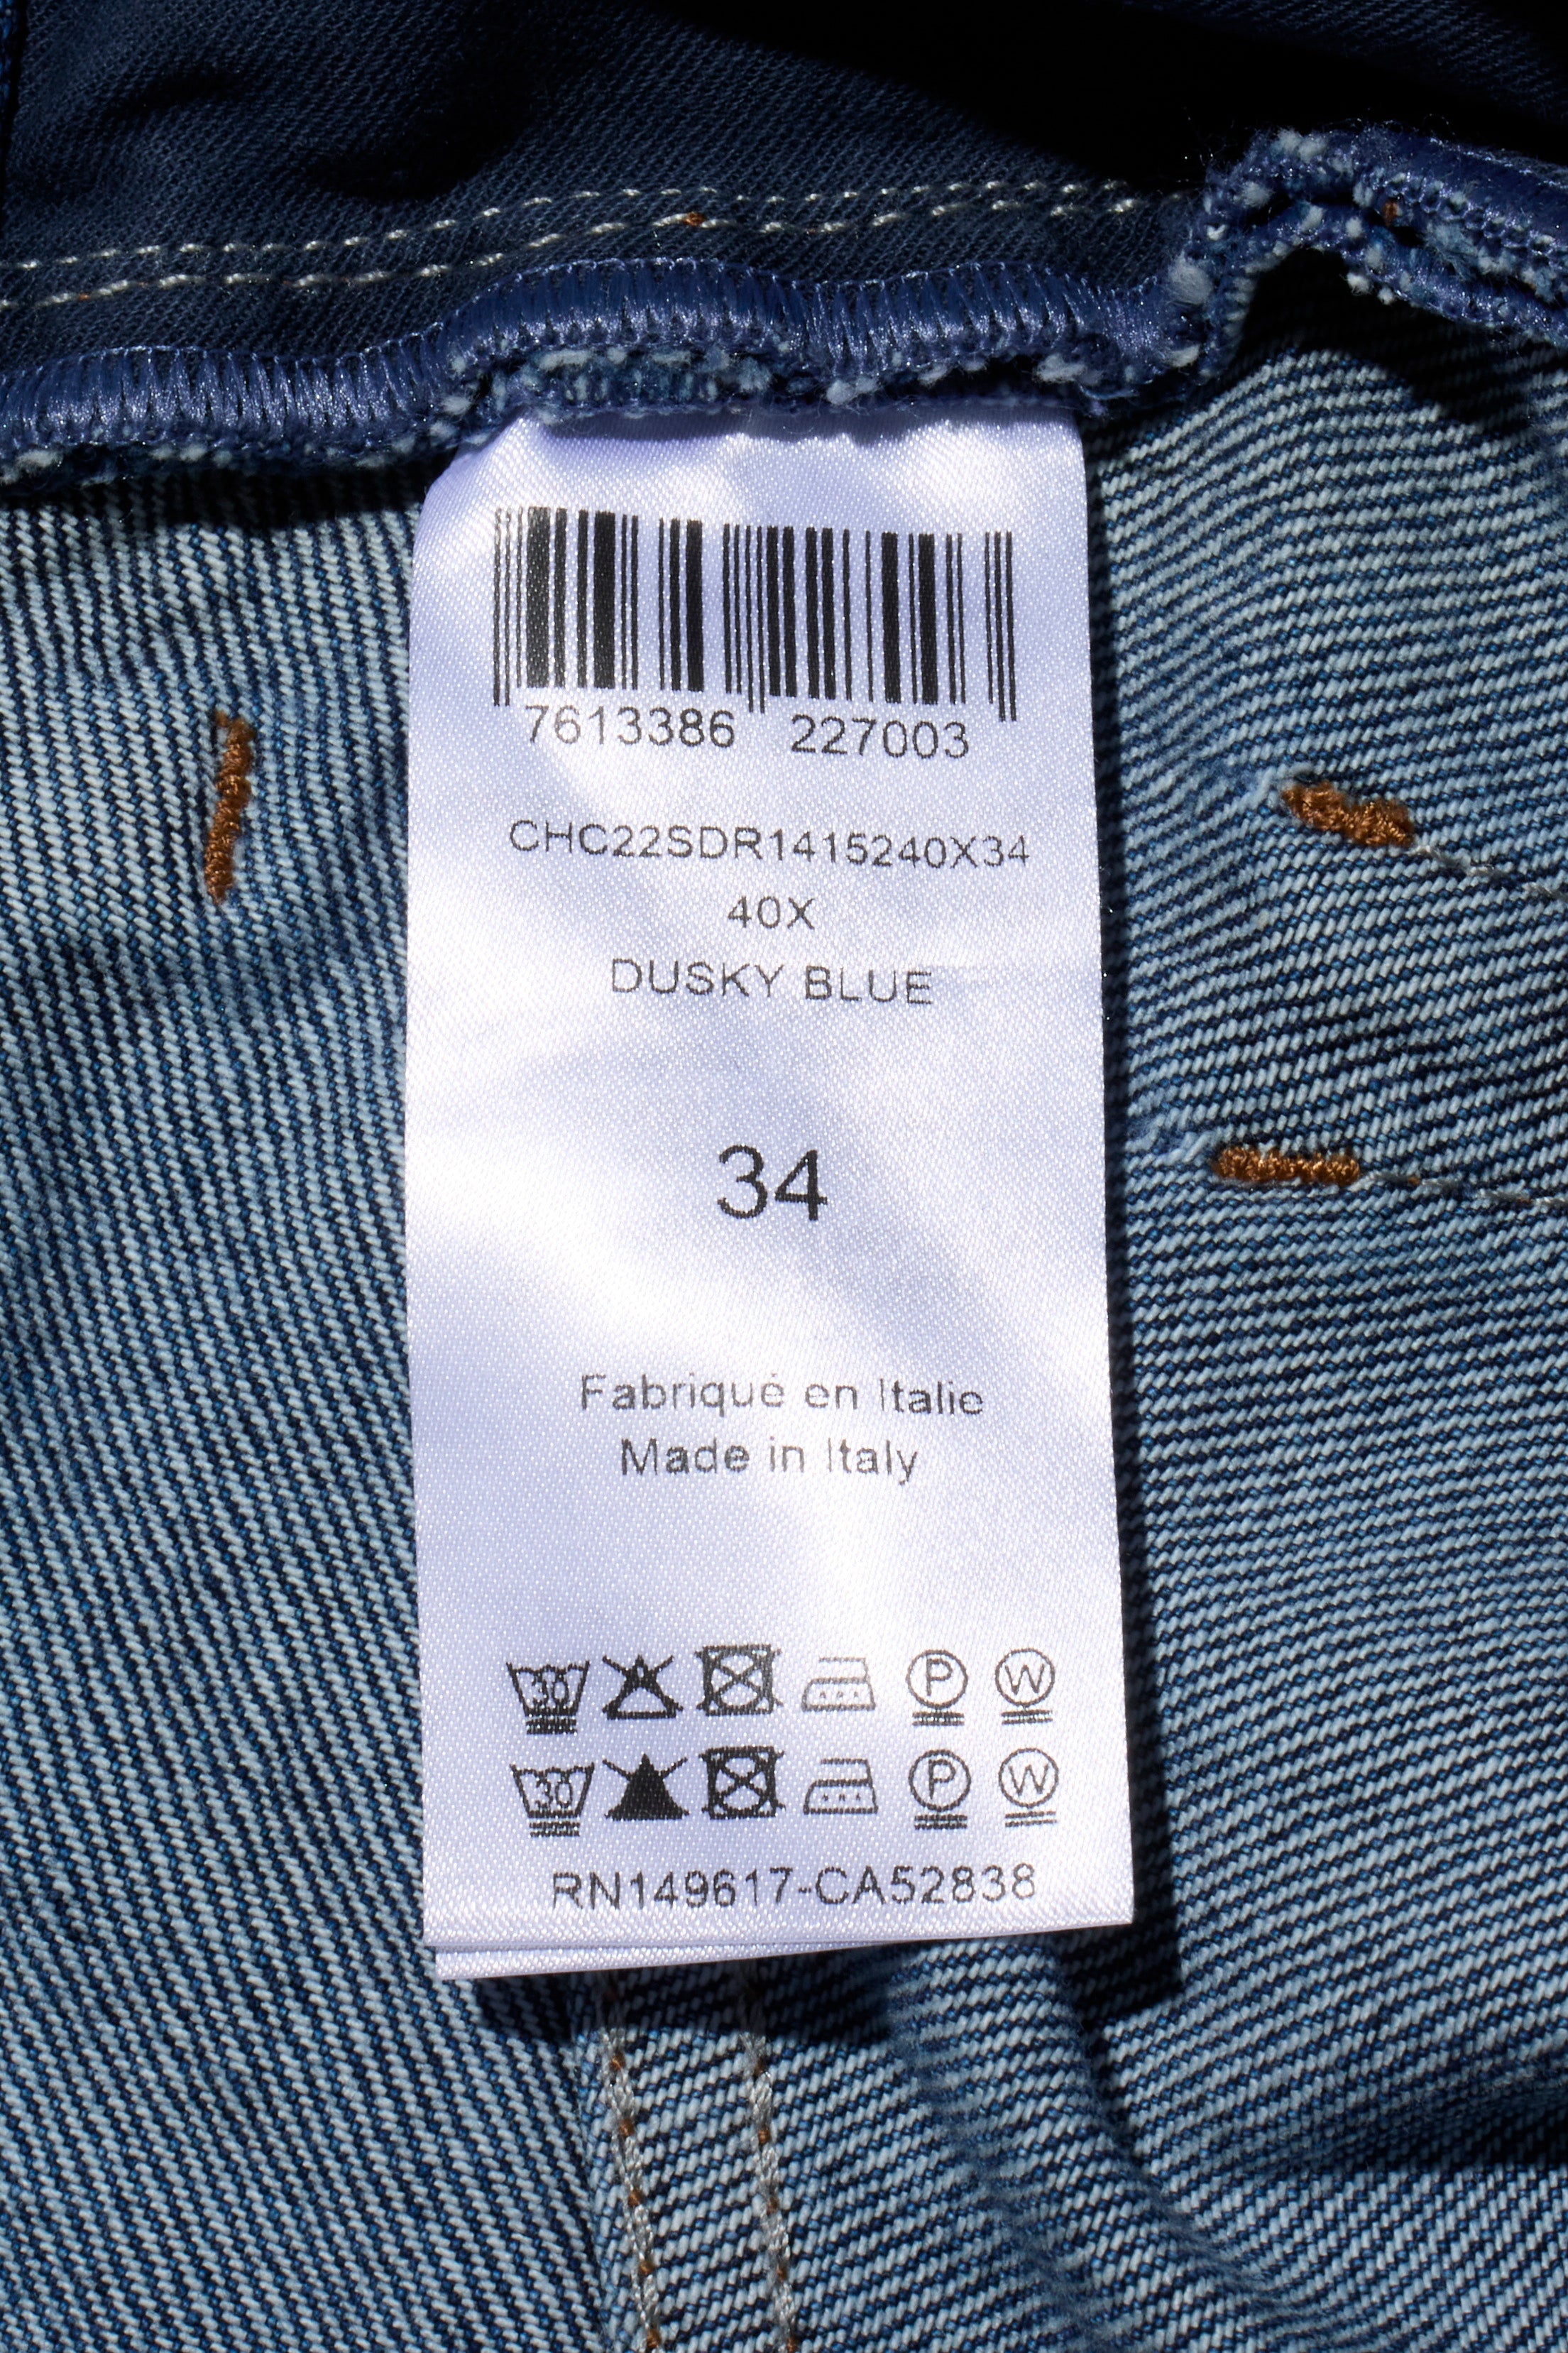 7613386 227003
CHC22SDR1415240X34
40X
DUSKY BLUE
34
Fabriqué en Italie
Made in Italy
30 P W
30 P W
RN149617-CA52838